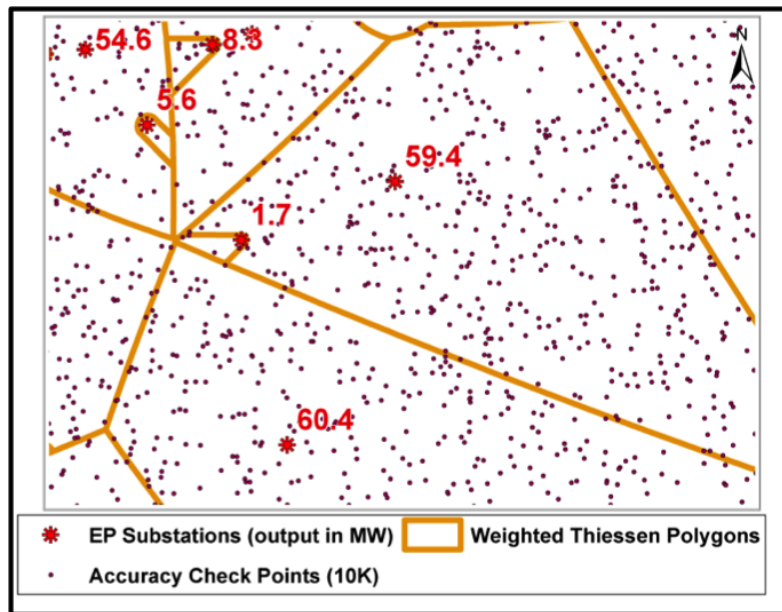 54.6
8.3
N
5.6
59.4
1.7
60.4
EP Substations (output in MW)
Weighted Thiessen Polygons
Accuracy Check Points (10K)